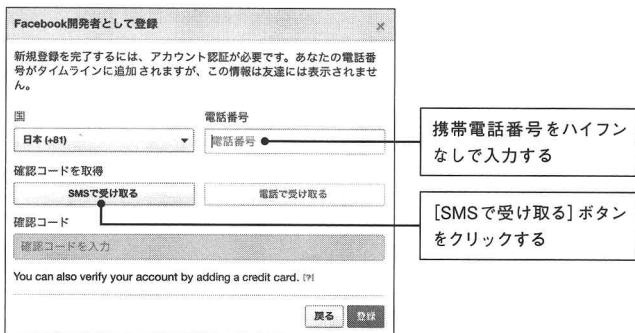 Facebook開発者として登録 ×
新規登録を完了するには、アカウント認証が必要です。あなたの電話番
号がタイムラインに追加されますが、この情報は友達には表示されませ
ん。
国 電話番号
日本 (+81) 電話番号
確認コードを取得
SMSで受け取る 電話で受け取る
確認コード
確認コードを入力
You can also verify your account by adding a credit card. [?]
戻る 登録
携帯電話番号をハイフン
なしで入力する
[SMSで受け取る]ボタン
をクリックする